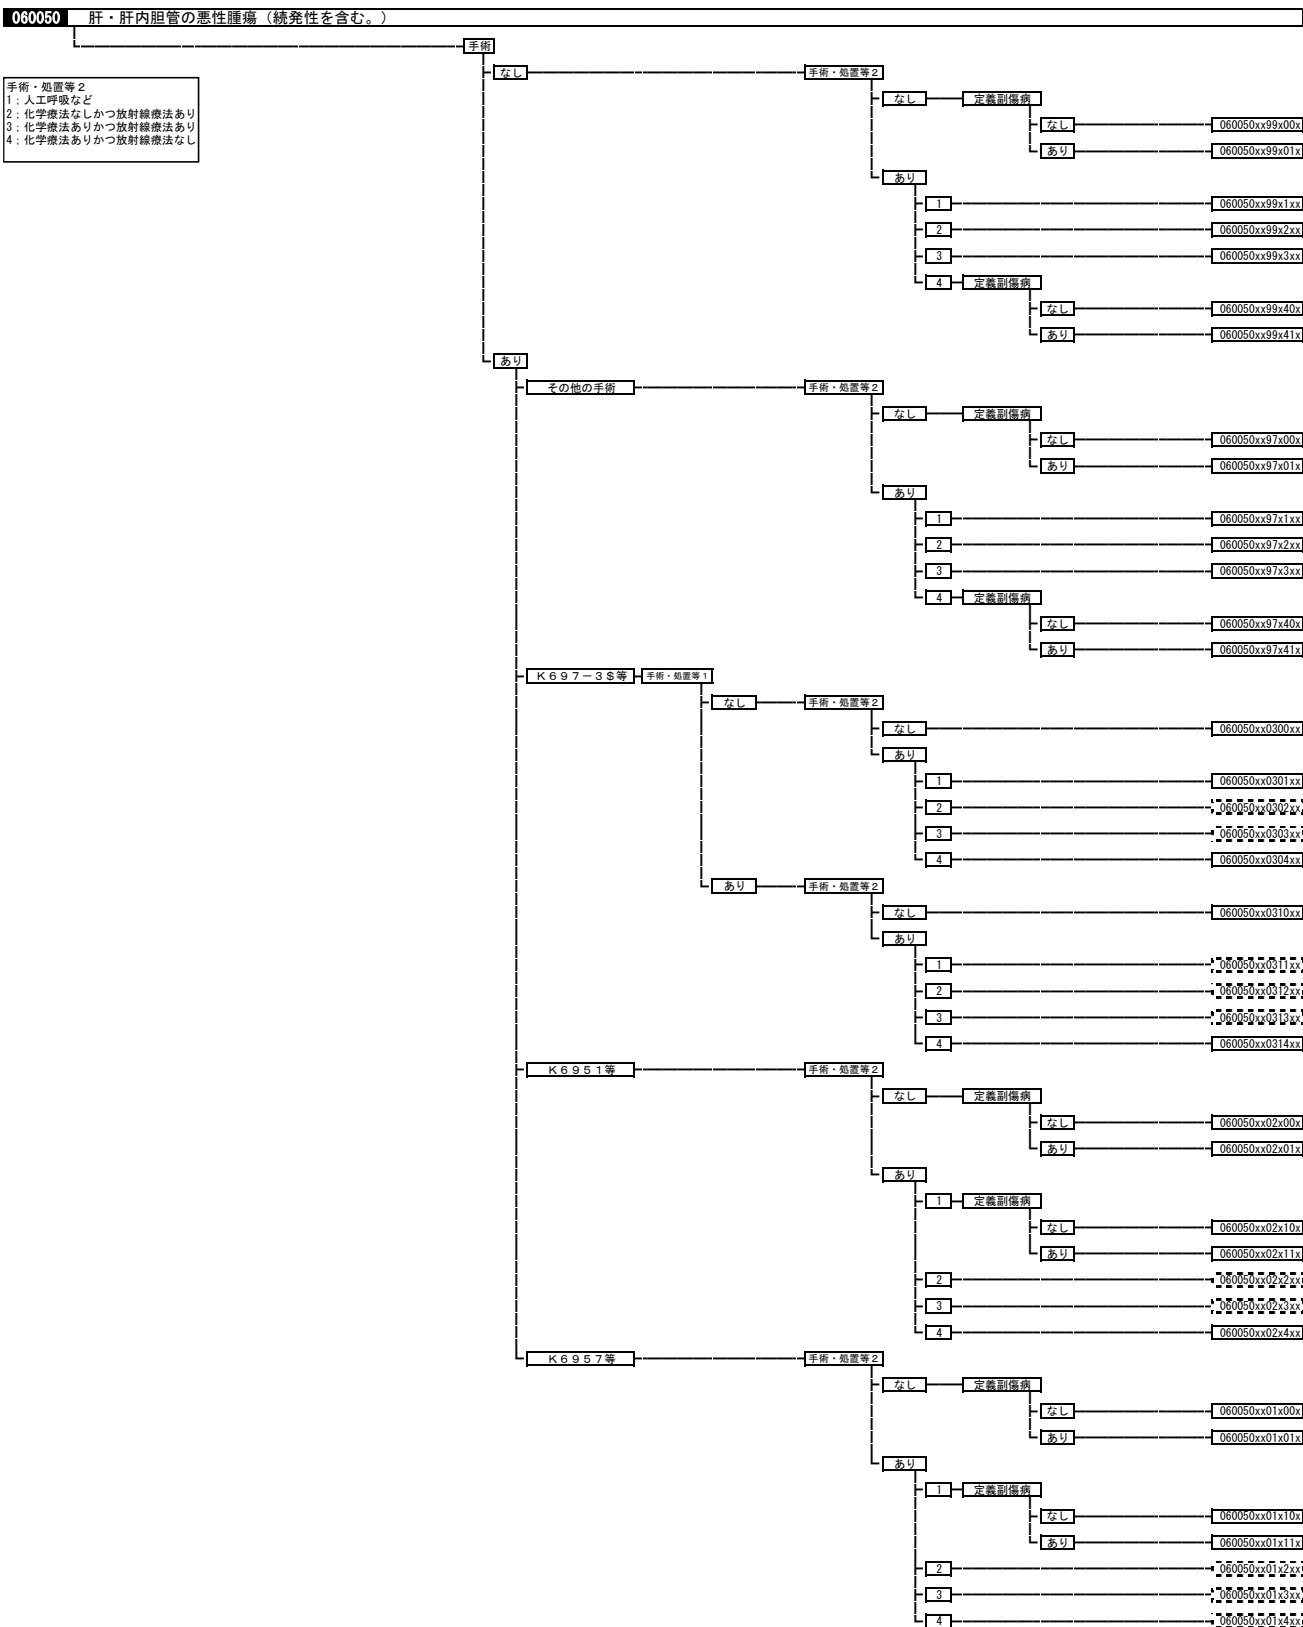 060050 肝・肝内胆管の悪性腫瘍（続発性を含む。）
手術
なし 手術・処置等２
手術・処置等２
1；人工呼吸など
2；化学療法なしかつ放射線療法あり
3；化学療法ありかつ放射線療法あり
4；化学療法ありかつ放射線療法なし
なし 定義副傷病
なし 060050xx99x00x
あり 060050xx99x01x
あり
1 060050xx99x1xx
2 060050xx99x2xx
3 060050xx99x3xx
4 定義副傷病
なし 060050xx99x40x
あり 060050xx99x41x
あり
その他の手術 手術・処置等２
なし 定義副傷病
なし 060050xx97x00x
あり 060050xx97x01x
あり
1 060050xx97x1xx
2 060050xx97x2xx
3 060050xx97x3xx
4 定義副傷病
なし 060050xx97x40x
あり 060050xx97x41x
Ｋ６９７－３＄等 手術・処置等１
なし 手術・処置等２
なし 060050xx0300xx
あり
1 060050xx0301xx
2 060050xx0302xx
3 060050xx0303xx
4 060050xx0304xx
あり 手術・処置等２
なし 060050xx0310xx
あり
1 060050xx0311xx
2 060050xx0312xx
3 060050xx0313xx
4 060050xx0314xx
Ｋ６９５１等 手術・処置等２
なし 定義副傷病
なし 060050xx02x00x
あり 060050xx02x01x
あり
1 定義副傷病
なし 060050xx02x10x
あり 060050xx02x11x
2 060050xx02x2xx
3 060050xx02x3xx
4 060050xx02x4xx
Ｋ６９５７等 手術・処置等２
なし 定義副傷病
なし 060050xx01x00x
あり 060050xx01x01x
あり
1 定義副傷病
なし 060050xx01x10x
あり 060050xx01x11x
2 060050xx01x2xx
3 060050xx01x3xx
4 060050xx01x4xx